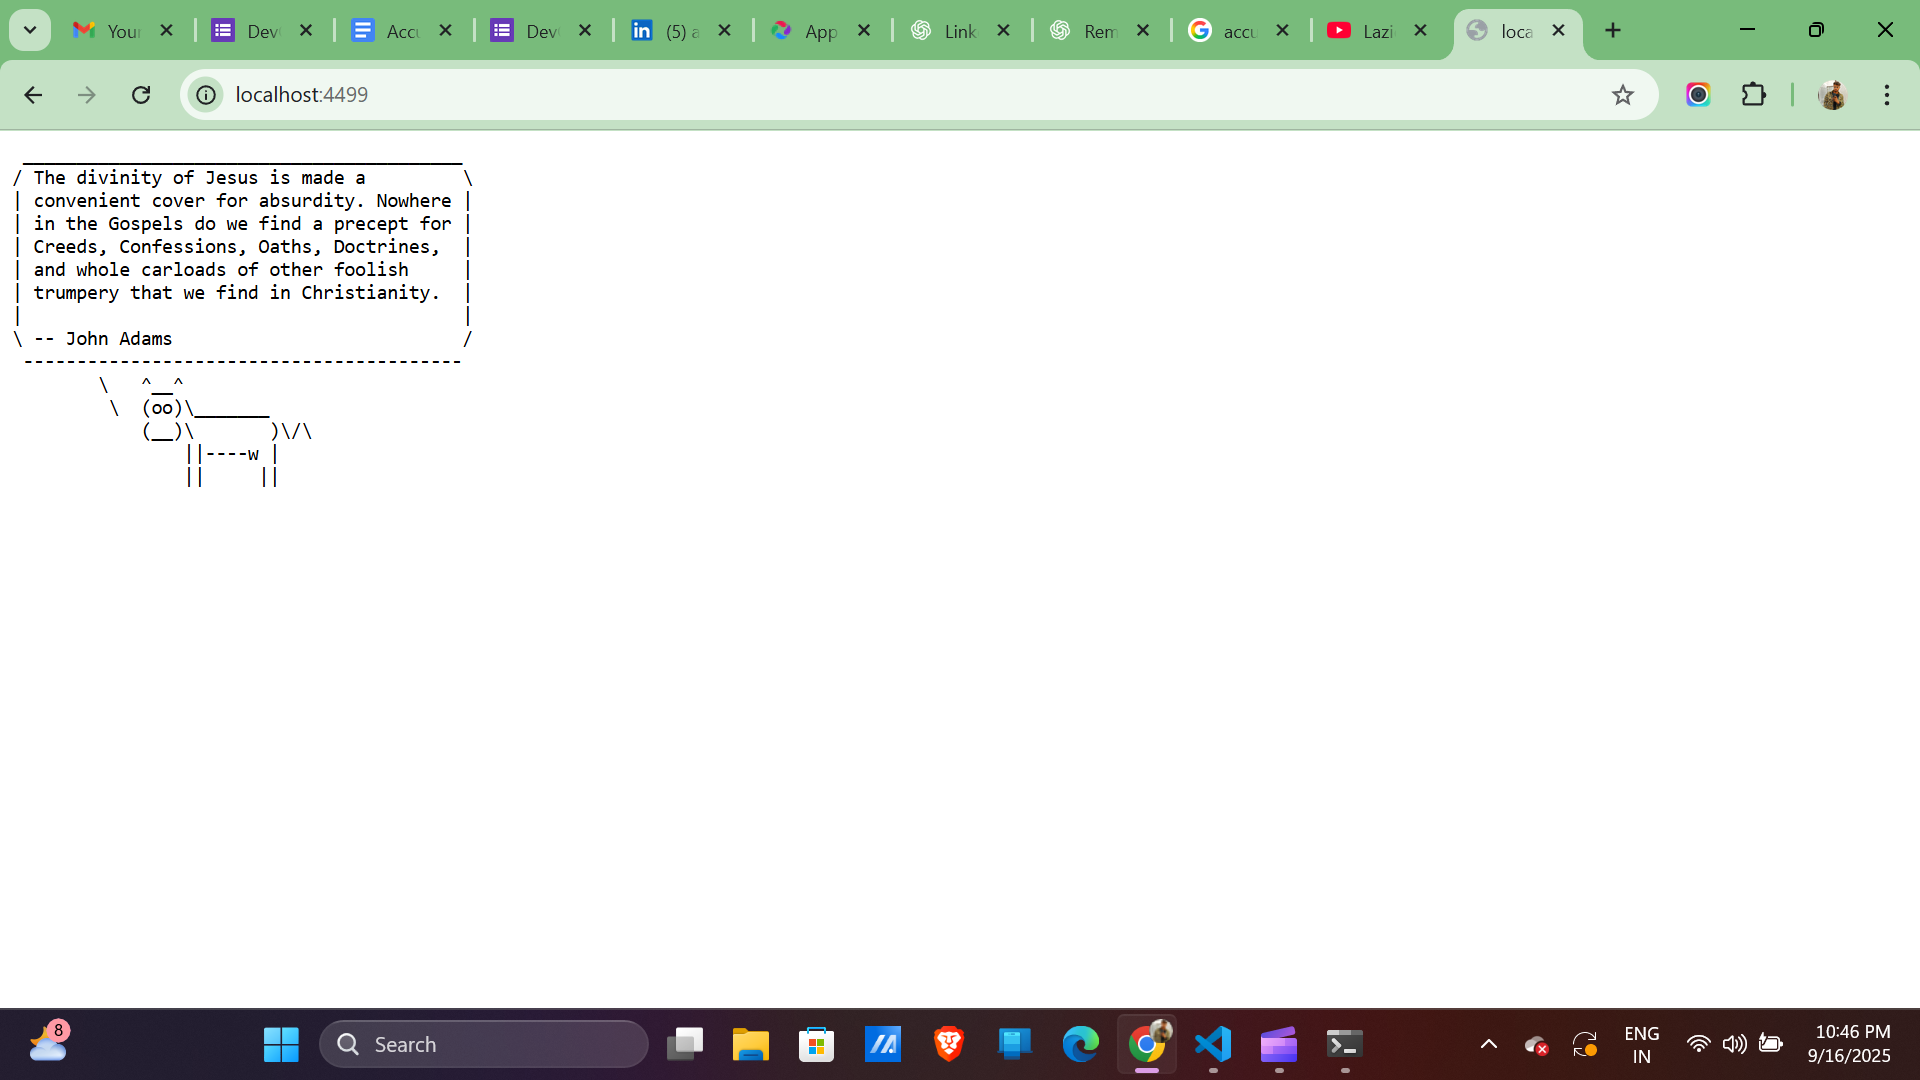 Your
Dev
Accu
Dev
(5) a
App
Link
Rem
accu
Lazi
loca
localhost:4499
 _________________________________________
/ The divinity of Jesus is made a         \
| convenient cover for absurdity. Nowhere |
| in the Gospels do we find a precept for |
| Creeds, Confessions, Oaths, Doctrines,  |
| and whole carloads of other foolish     |
| trumpery that we find in Christianity.  |
|                                         |
\ -- John Adams                           /
 -----------------------------------------
        \   ^__^
         \  (oo)\_______
            (__)\       )\/\
                ||----w |
                ||     ||
8
Search
ENG
IN
10:46 PM
9/16/2025